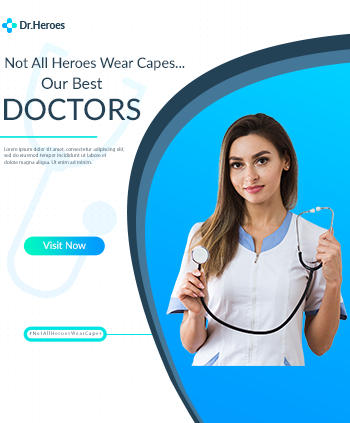 Dr.Heroes
Not All Heroes Wear Capes...
Our Best
DOCTORS
Lorem ipsum dolor sit amet, consectetur adipiscing elit,
sed do eiusmod tempor incididunt ut labore et
dolore magna aliqua. Ut enim ad minim.
Visit Now
#NotAllHeroesWearCapes